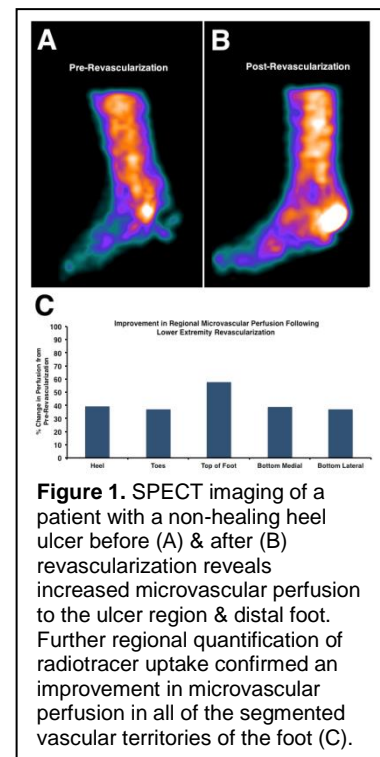 A
B
Pre-Revascularization
Post-Revascularization
C
Improvement in Regional Microvascular Perfusion Following
Lower Extremity Revascularization
% Change in Perfusion from
Pre-Revascularization
100
90
80
70
60
50
40
30
20
10
0
Heel
Toes
Top of Foot
Bottom Medial
Bottom Lateral
Figure 1. SPECT imaging of a
patient with a non-healing heel
ulcer before (A) & after (B)
revascularization reveals
increased microvascular perfusion
to the ulcer region & distal foot.
Further regional quantification of
radiotracer uptake confirmed an
improvement in microvascular
perfusion in all of the segmented
vascular territories of the foot (C).